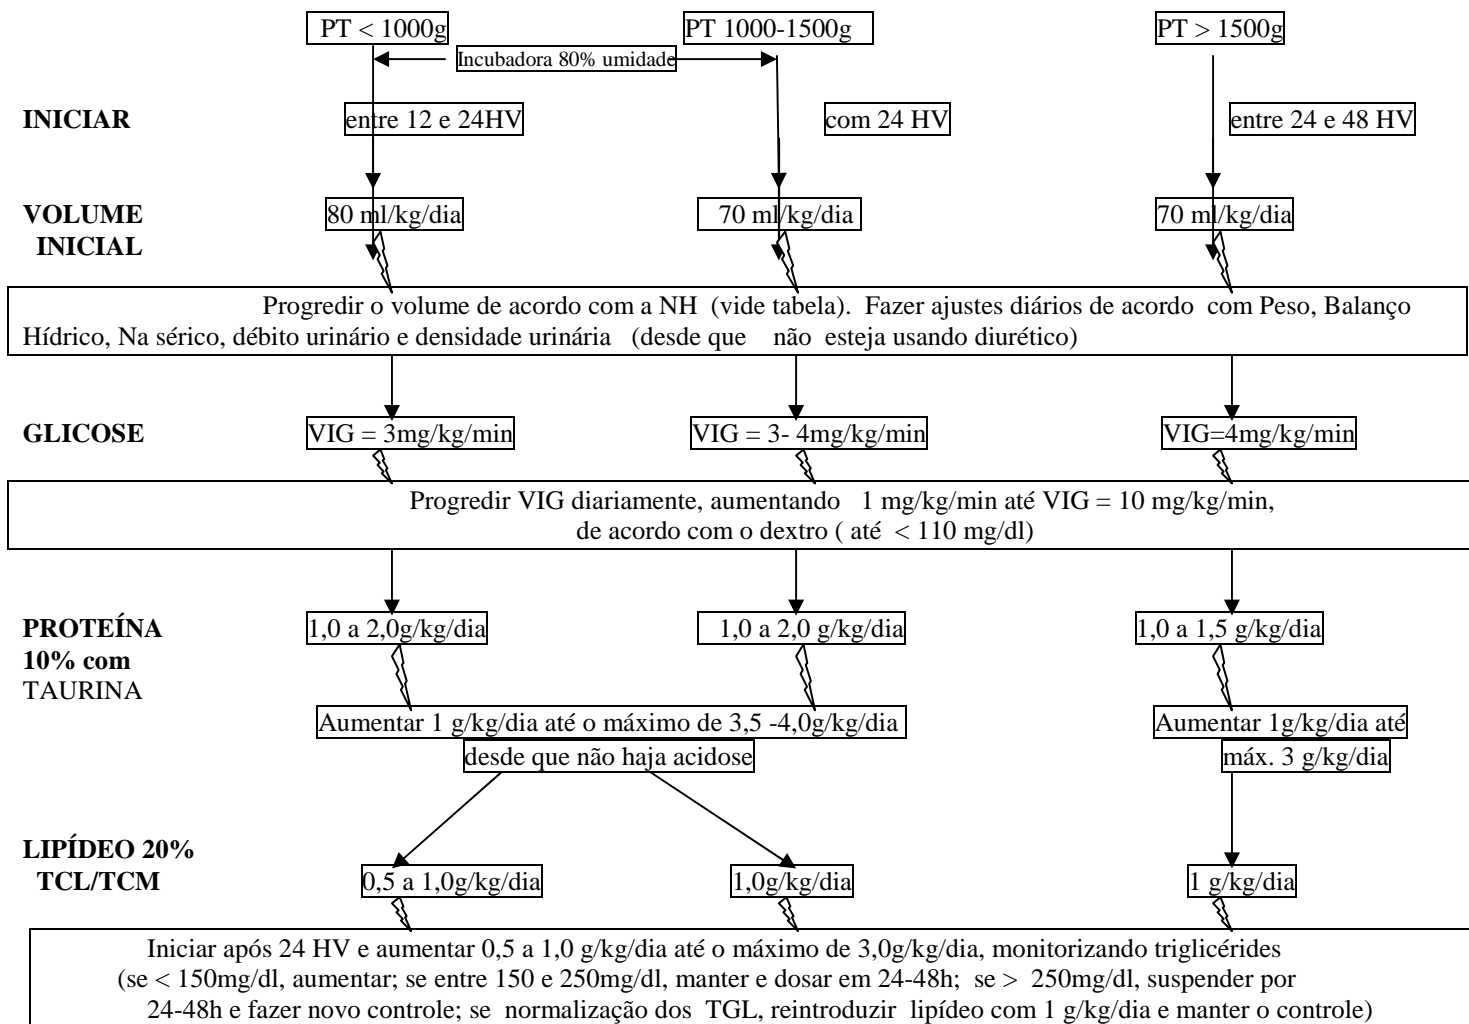 PT < 1000g
PT 1000-1500g
PT > 1500g
Incubadora 80% umidade
INICIAR
entre 12 e 24HV
com 24 HV
entre 24 e 48 HV
VOLUME
INICIAL
80 ml/kg/dia
70 ml/kg/dia
70 ml/kg/dia
Progredir o volume de acordo com a NH (vide tabela). Fazer ajustes diários de acordo com Peso, Balanço
Hídrico, Na sérico, débito urinário e densidade urinária (desde que não esteja usando diurético)
GLICOSE
VIG = 3mg/kg/min
VIG = 3- 4mg/kg/min
VIG=4mg/kg/min
Progredir VIG diariamente, aumentando 1 mg/kg/min até VIG = 10 mg/kg/min,
de acordo com o dextro ( até < 110 mg/dl)
PROTEÍNA
10% com
TAURINA
1,0 a 2,0g/kg/dia
1,0 a 2,0 g/kg/dia
1,0 a 1,5 g/kg/dia
Aumentar 1 g/kg/dia até o máximo de 3,5 -4,0g/kg/dia
desde que não haja acidose
Aumentar 1g/kg/dia até
máx. 3 g/kg/dia
LIPÍDEO 20%
TCL/TCM
0,5 a 1,0g/kg/dia
1,0g/kg/dia
1 g/kg/dia
Iniciar após 24 HV e aumentar 0,5 a 1,0 g/kg/dia até o máximo de 3,0g/kg/dia, monitorizando triglicérides
(se < 150mg/dl, aumentar; se entre 150 e 250mg/dl, manter e dosar em 24-48h; se > 250mg/dl, suspender por
24-48h e fazer novo controle; se normalização dos TGL, reintroduzir lipídeo com 1 g/kg/dia e manter o controle)